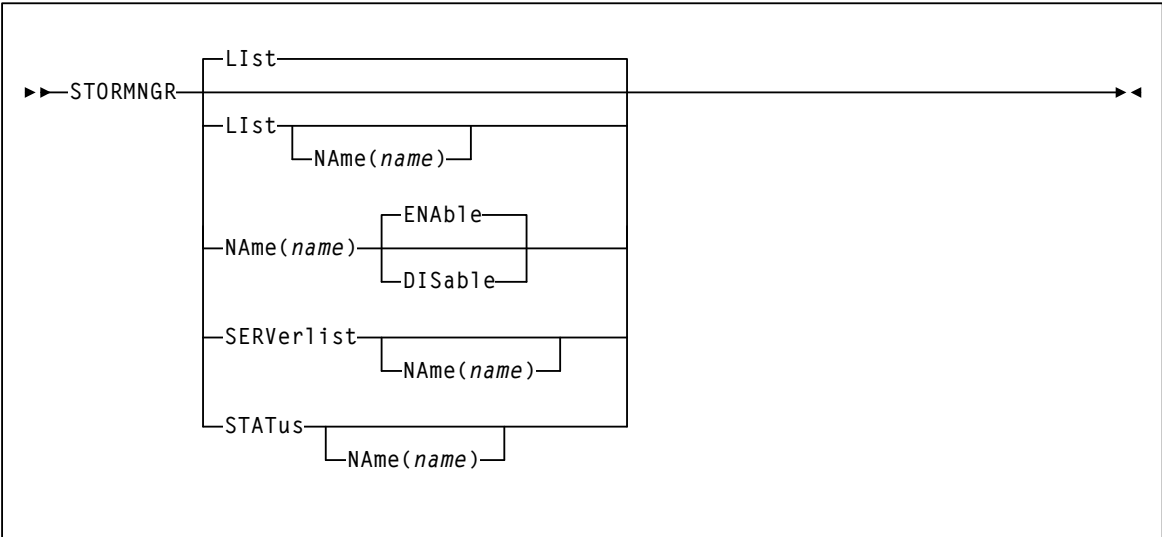 LIst
STORMNGR
LIst
NAme(name)
ENAble
NAme(name)
DISable
SERVerlist
NAme(name)
STATus
NAme(name)